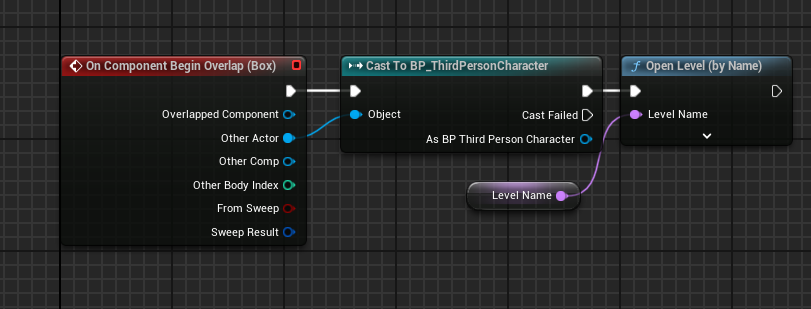 On Component Begin Overlap (Box)
Overlapped Component
Other Actor
Other Comp
Other Body Index
From Sweep
Sweep Result
Cast To BP_ThirdPersonCharacter
Object
Cast Failed
As BP Third Person Character
Level Name
Open Level (by Name)
Level Name